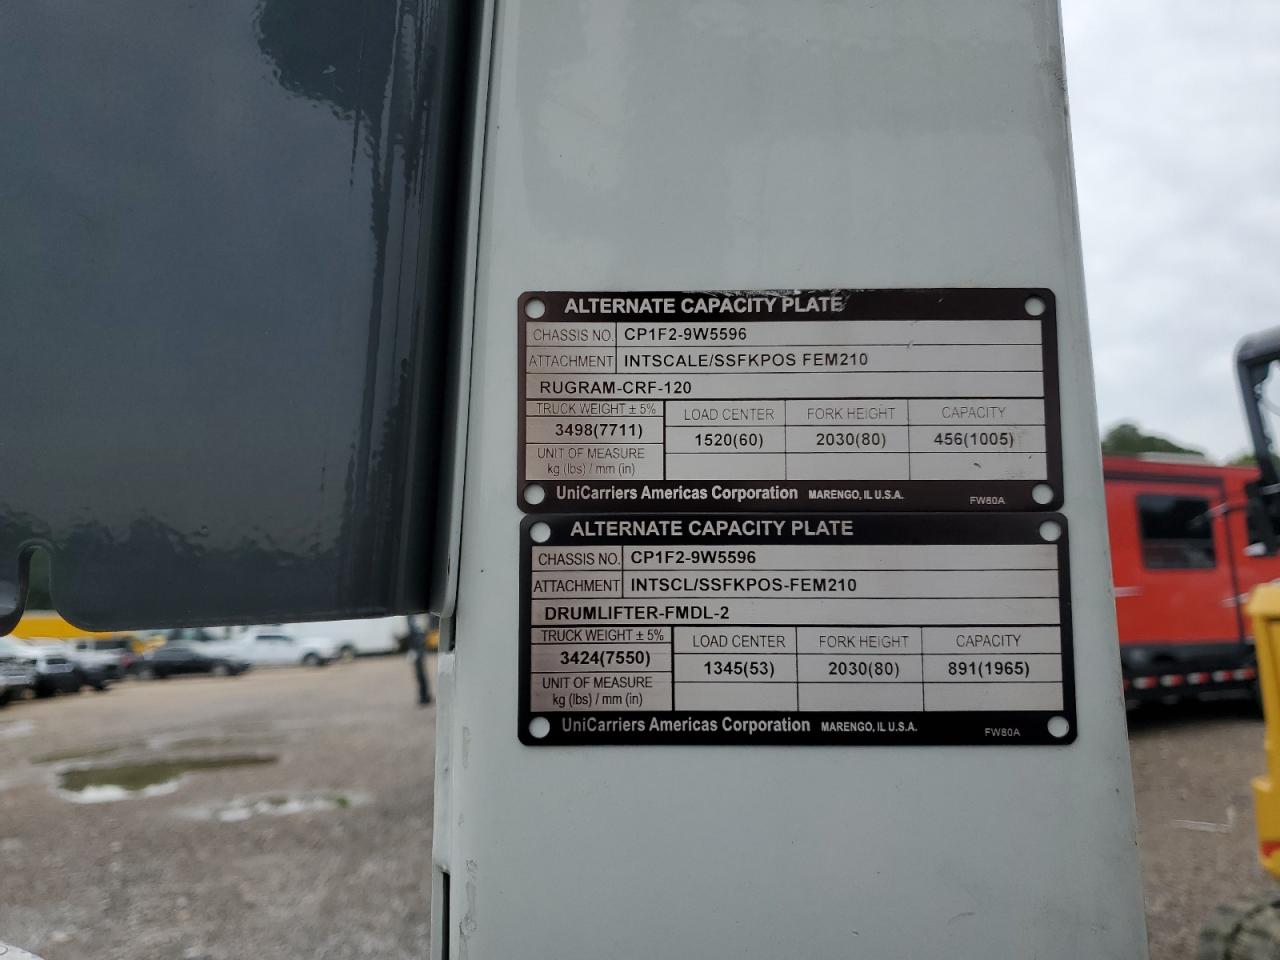 ALTERNATE CAPACITY PLATE
CHASSIS NO. CP1F2-9W5596
ATTACHMENT INTSCALE/SSFKPOS FEM210
RUGRAM-CRF-120
TRUCK WEIGHT ± 5% LOAD CENTER FORK HEIGHT CAPACITY
3498(7711) 1520(60) 2030(80) 456(1005)
UNIT OF MEASURE
kg (lbs) / mm (in)
UniCarriers Americas Corporation MARENGO, IL U.S.A. FW80A
ALTERNATE CAPACITY PLATE
CHASSIS NO. CP1F2-9W5596
ATTACHMENT INTSCL/SSFKPOS-FEM210
DRUMLIFTER-FMDL-2
TRUCK WEIGHT ± 5% LOAD CENTER FORK HEIGHT CAPACITY
3424(7550) 1345(53) 2030(80) 891(1965)
UNIT OF MEASURE
kg (lbs) / mm (in)
UniCarriers Americas Corporation MARENGO, IL U.S.A. FW80A